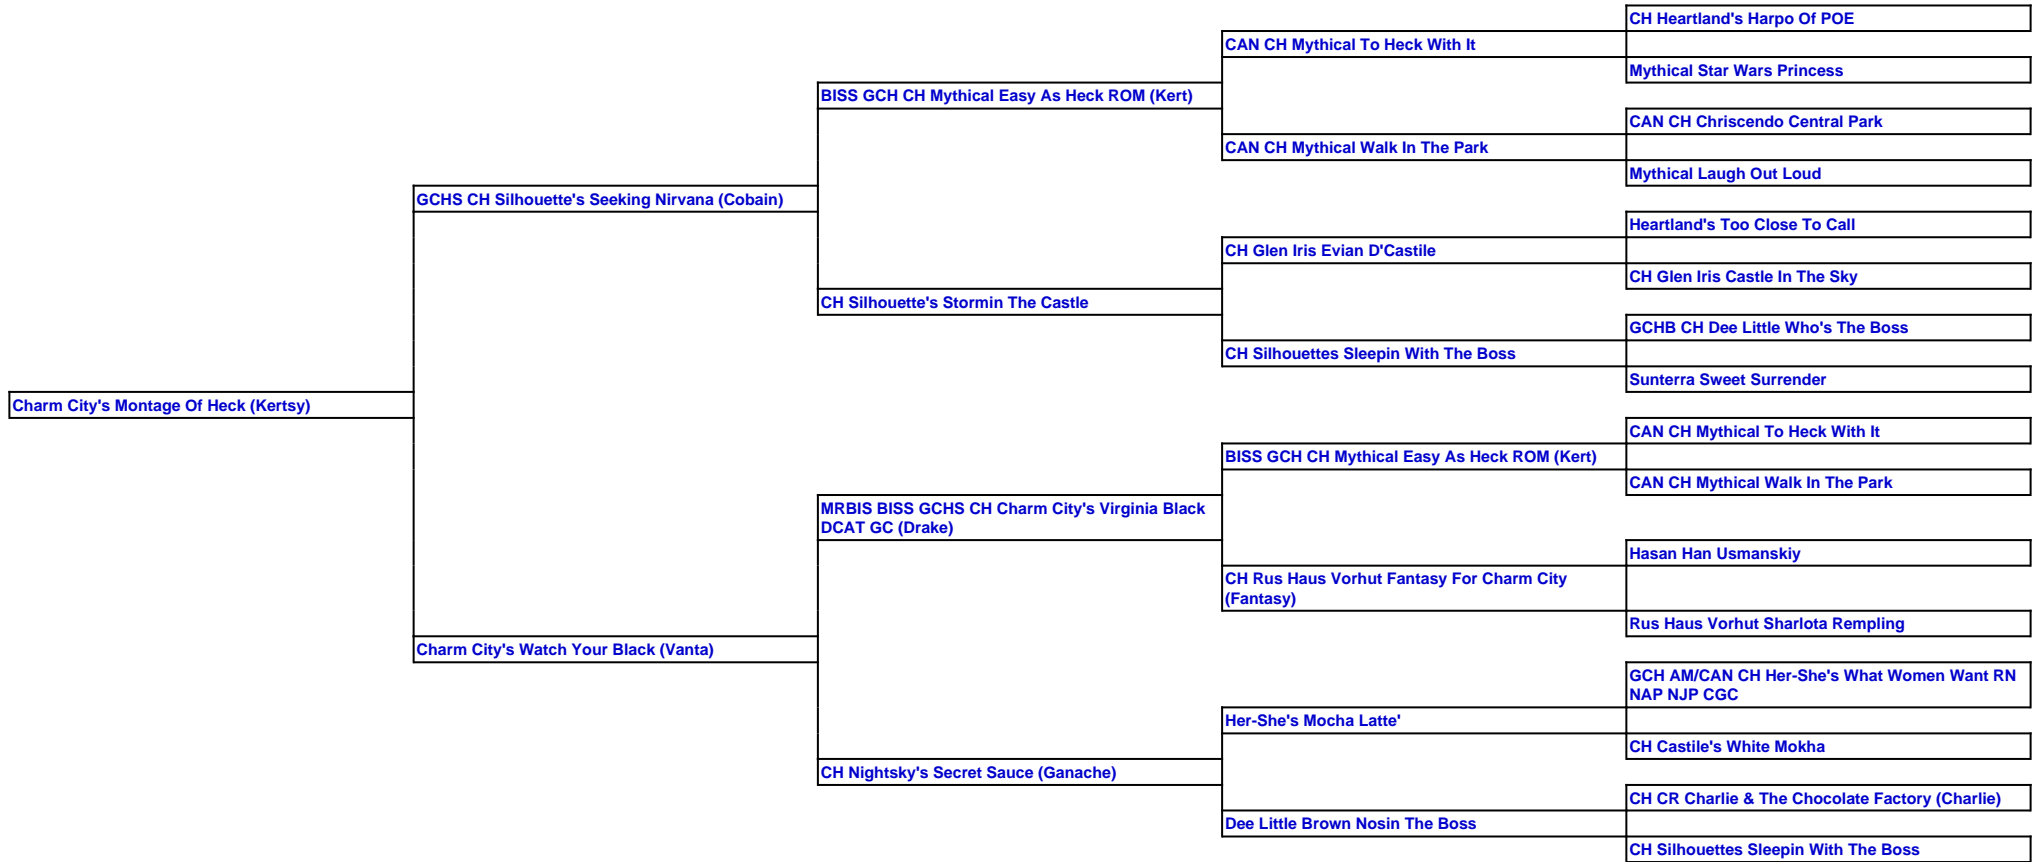 CH Heartland's Harpo Of POE
CAN CH Mythical To Heck With It
Mythical Star Wars Princess
BISS GCH CH Mythical Easy As Heck ROM (Kert)
CAN CH Chriscendo Central Park
CAN CH Mythical Walk In The Park
Mythical Laugh Out Loud
GCHS CH Silhouette's Seeking Nirvana (Cobain)
Heartland's Too Close To Call
CH Glen Iris Evian D'Castile
CH Glen Iris Castle In The Sky
CH Silhouette's Stormin The Castle
GCHB CH Dee Little Who's The Boss
CH Silhouettes Sleepin With The Boss
Sunterra Sweet Surrender
Charm City's Montage Of Heck (Kertsy)
CAN CH Mythical To Heck With It
BISS GCH CH Mythical Easy As Heck ROM (Kert)
CAN CH Mythical Walk In The Park
MRBIS BISS GCHS CH Charm City's Virginia Black
DCAT GC (Drake)
Hasan Han Usmanskiy
CH Rus Haus Vorhut Fantasy For Charm City
(Fantasy)
Rus Haus Vorhut Sharlota Rempling
Charm City's Watch Your Black (Vanta)
GCH AM/CAN CH Her-She's What Women Want RN
NAP NJP CGC
Her-She's Mocha Latte'
CH Castile's White Mokha
CH Nightsky's Secret Sauce (Ganache)
CH CR Charlie & The Chocolate Factory (Charlie)
Dee Little Brown Nosin The Boss
CH Silhouettes Sleepin With The Boss